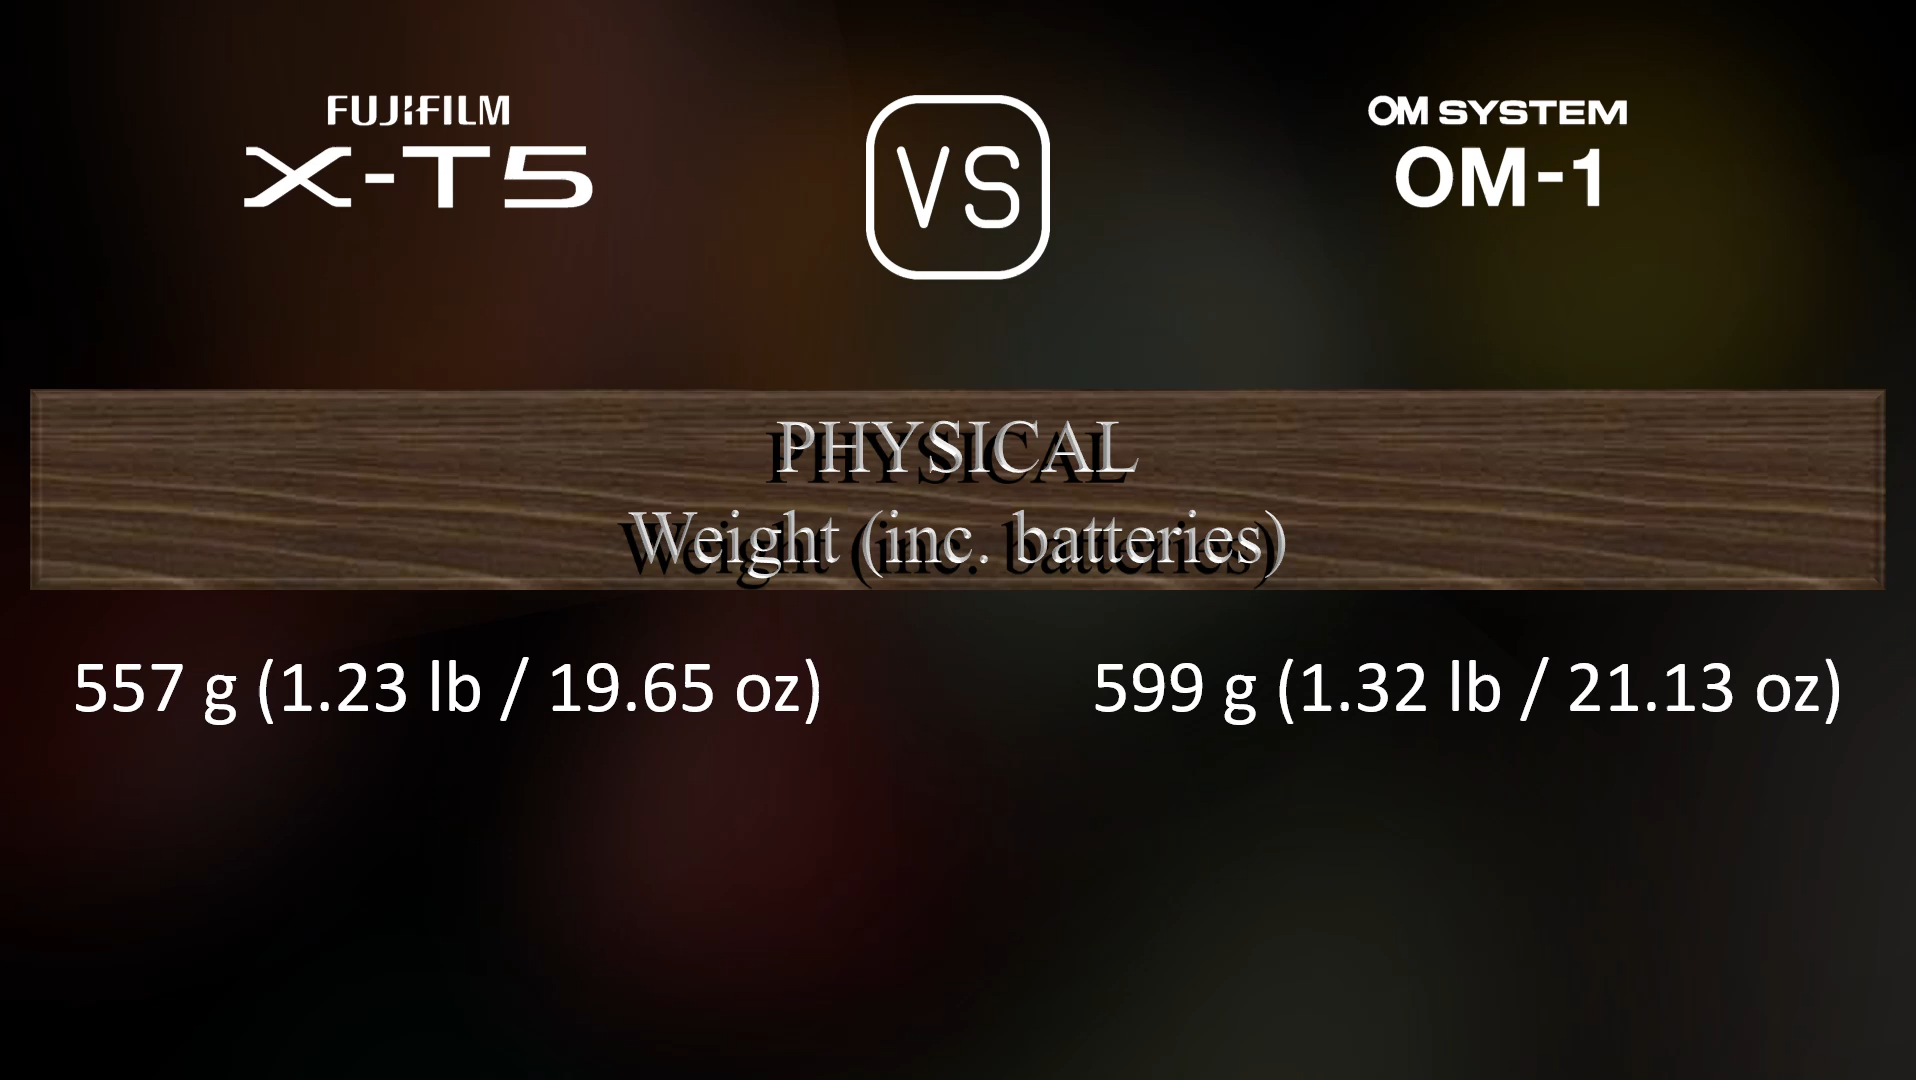 FUJIFILM
X-T5
VS
OM SYSTEM
OM-1
PHYSICAL
Weight (inc. batteries)
557 g (1.23 lb / 19.65 oz)
599 g (1.32 lb / 21.13 oz)